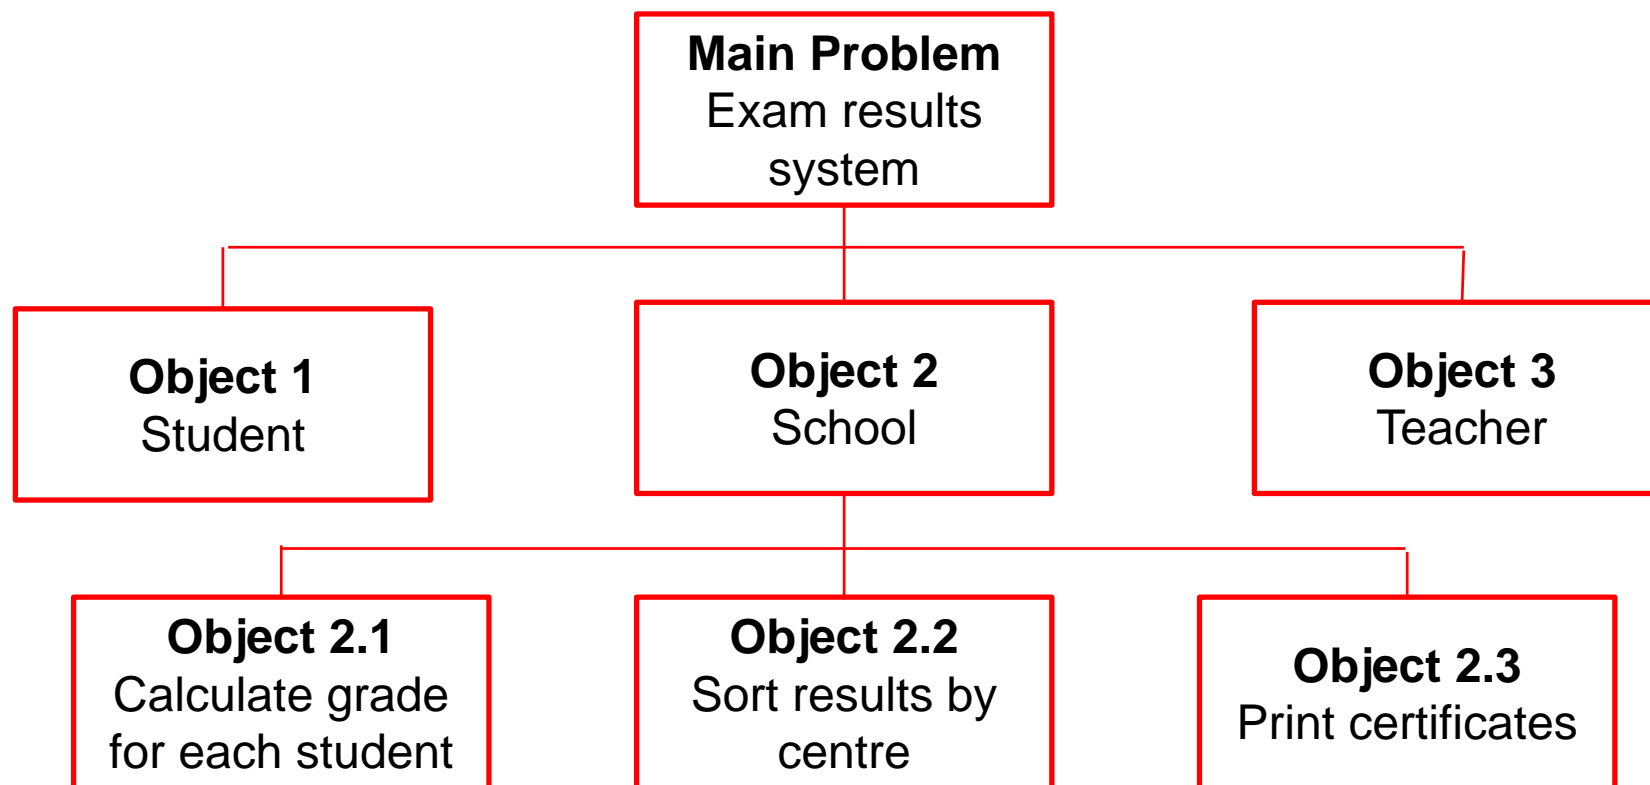 Main Problem
Exam results
system
Object 1
Student
Object 2
School
Object 3
Teacher
Object 2.1
Calculate grade
for each student
Object 2.2
Sort results by
centre
Object 2.3
Print certificates